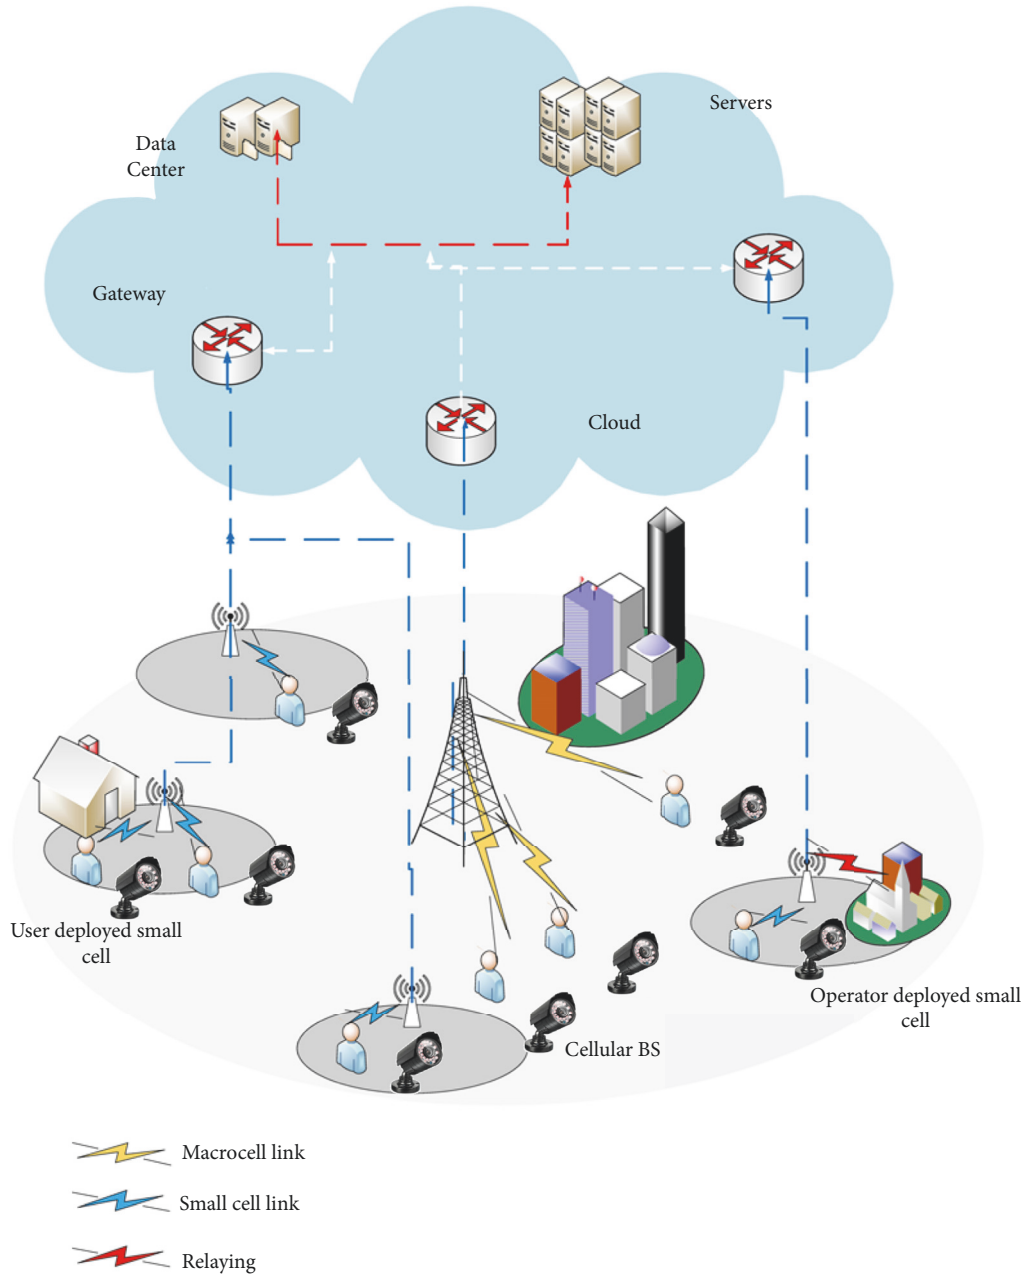 Servers
Data
Center
Gateway
Cloud
User deployed small
cell
Operator deployed small
cell
Cellular BS
Macrocell link
Small cell link
Relaying